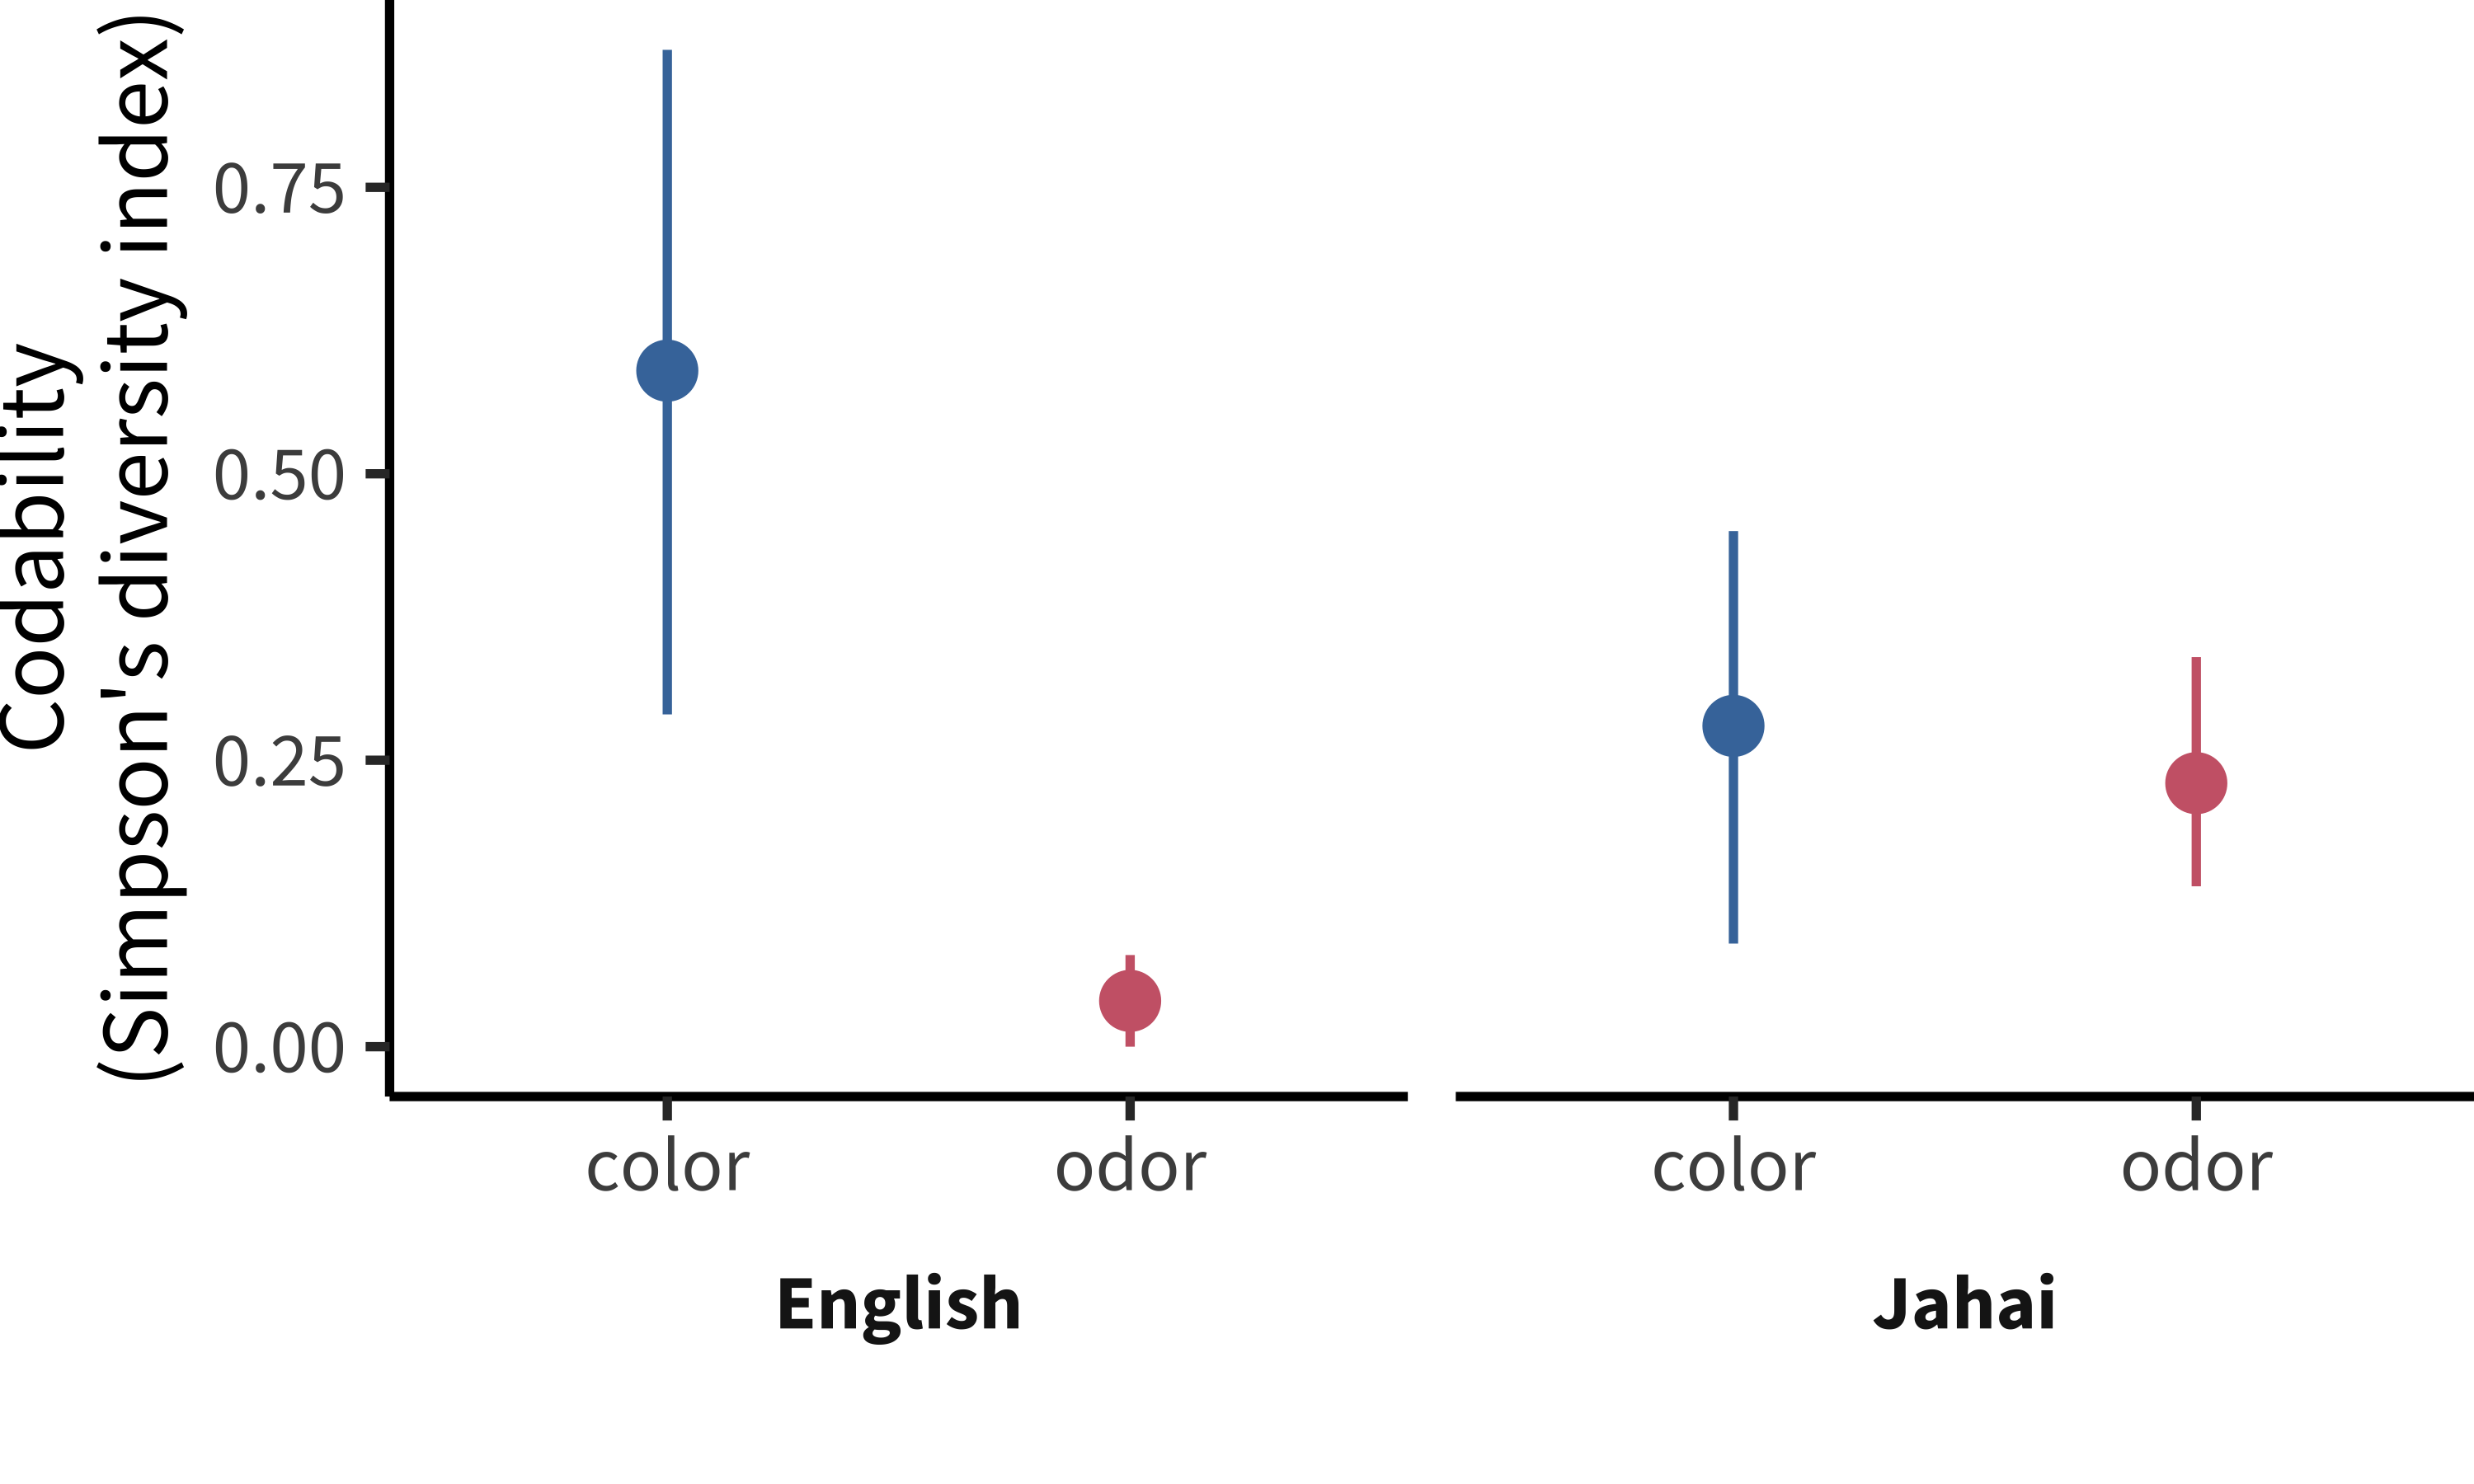 Codability
(Simpson's diversity index)
0.75
0.50
0.25
0.00
color odor color odor
English Jahai